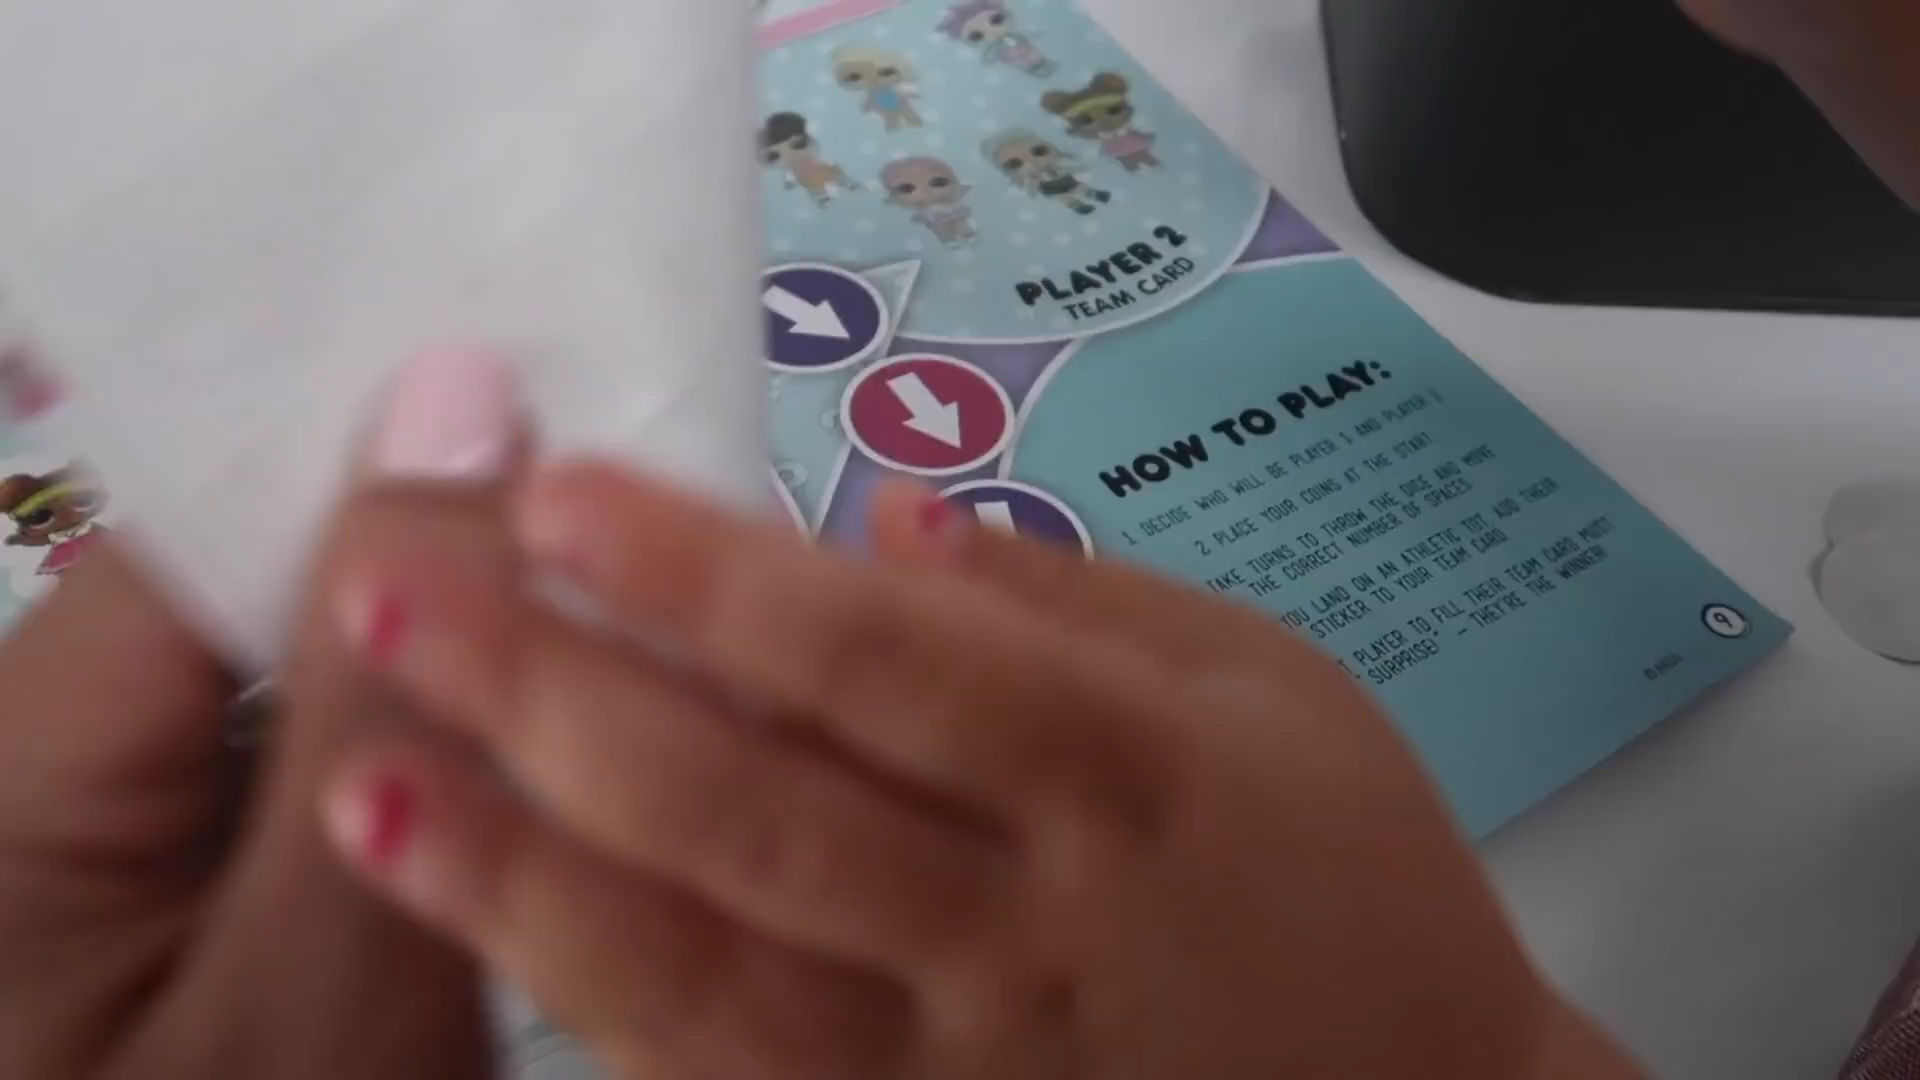 PLAYER 2
TEAM CARD
HOW TO PLAY:
1. DECIDE WHO WILL BE PLAYER 1 AND PLAYER 2
2. PLACE YOUR COINS AT THE START
TAKE TURNS TO THROW THE DICE AND MOVE
THE CORRECT NUMBER OF SPACES
YOU LAND ON AN ATHLETIC TOT ADD THEIR
STICKER TO YOUR TEAM CARD
PLAYER TO FILL THEIR TEAM CARD MUST
SURPRISE!" – THEY'RE THE WINNER!
9